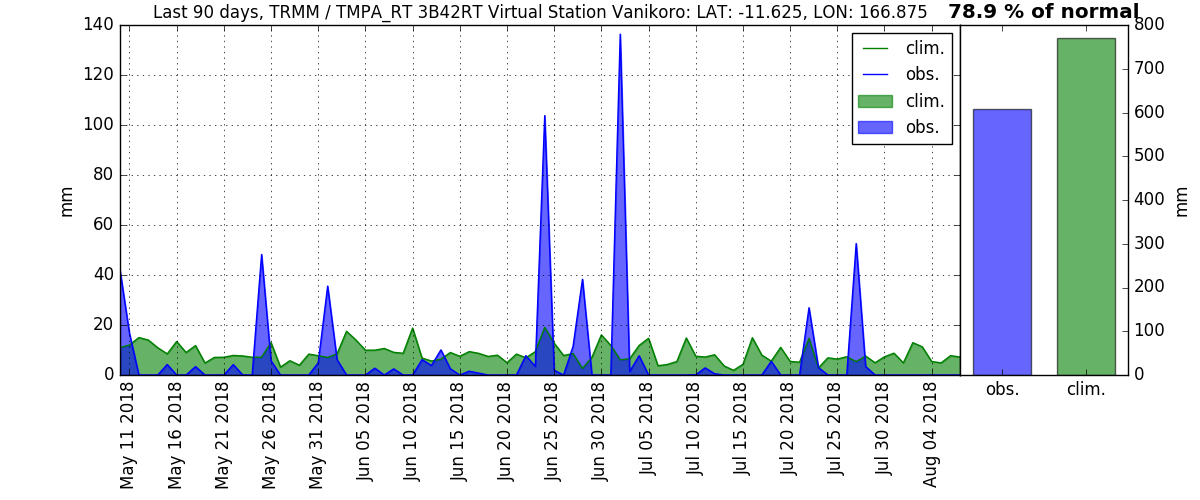 Last 90 days, TRMM / TMPA_RT 3B42RT Virtual Station Vanikoro: LAT: -11.625, LON: 166.875
78.9 % of normal
140
120
100
80
60
40
20
0
mm
clim.
obs.
clim.
obs.
May 11 2018
May 16 2018
May 21 2018
May 26 2018
May 31 2018
Jun 05 2018
Jun 10 2018
Jun 15 2018
Jun 20 2018
Jun 25 2018
Jun 30 2018
Jul 05 2018
Jul 10 2018
Jul 15 2018
Jul 20 2018
Jul 25 2018
Jul 30 2018
Aug 04 2018
800
700
600
500
400
300
200
100
0
mm
obs.
clim.